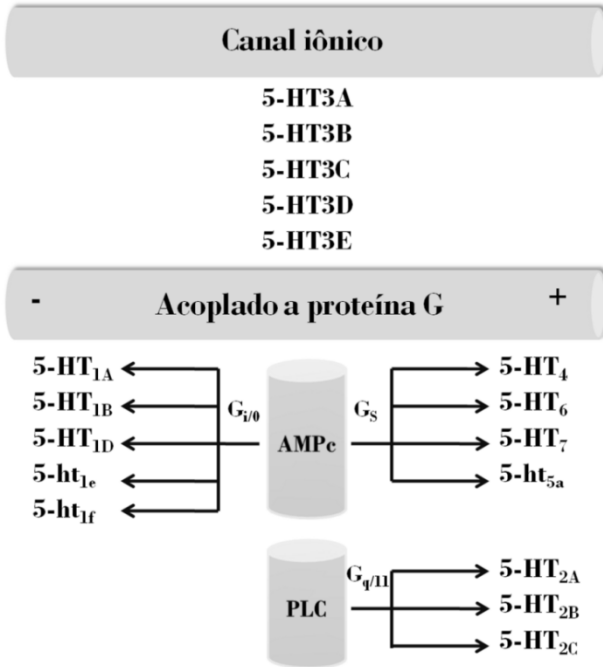 Canal iônico
5-HT3A
5-HT3B
5-HT3C
5-HT3D
5-HT3E
- Acoplado a proteína G +
5-HT1A
5-HT1B
5-HT1D
5-ht1e
5-ht1f
Gi/0
AMPc
GS
5-HT4
5-HT6
5-HT7
5-ht5a
PLC
Gq/11
5-HT2A
5-HT2B
5-HT2C